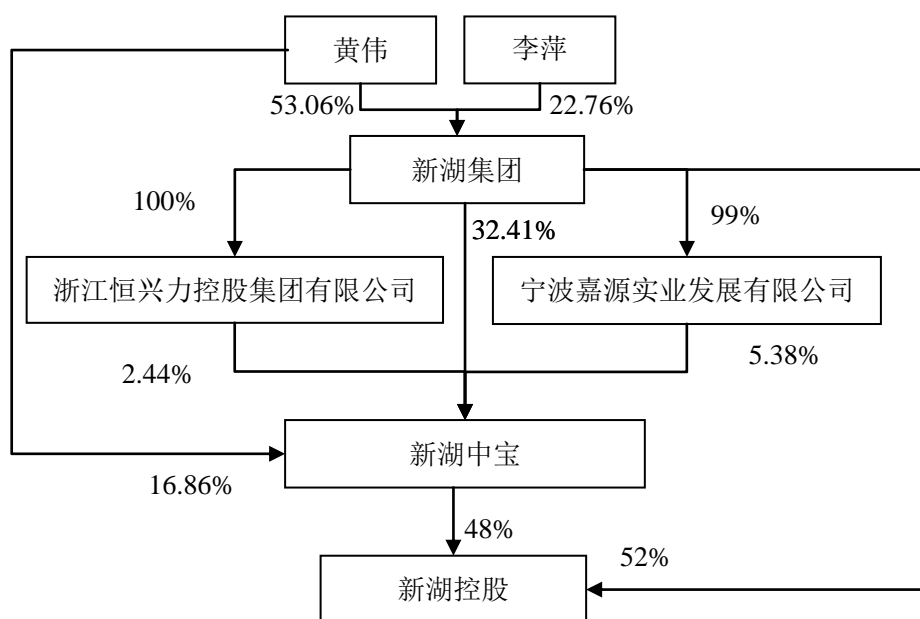 黄伟
李萍
53.06%
22.76%
新湖集团
100%
32.41%
99%
浙江恒兴力控股集团有限公司
宁波嘉源实业发展有限公司
2.44%
5.38%
新湖中宝
16.86%
48%
52%
新湖控股